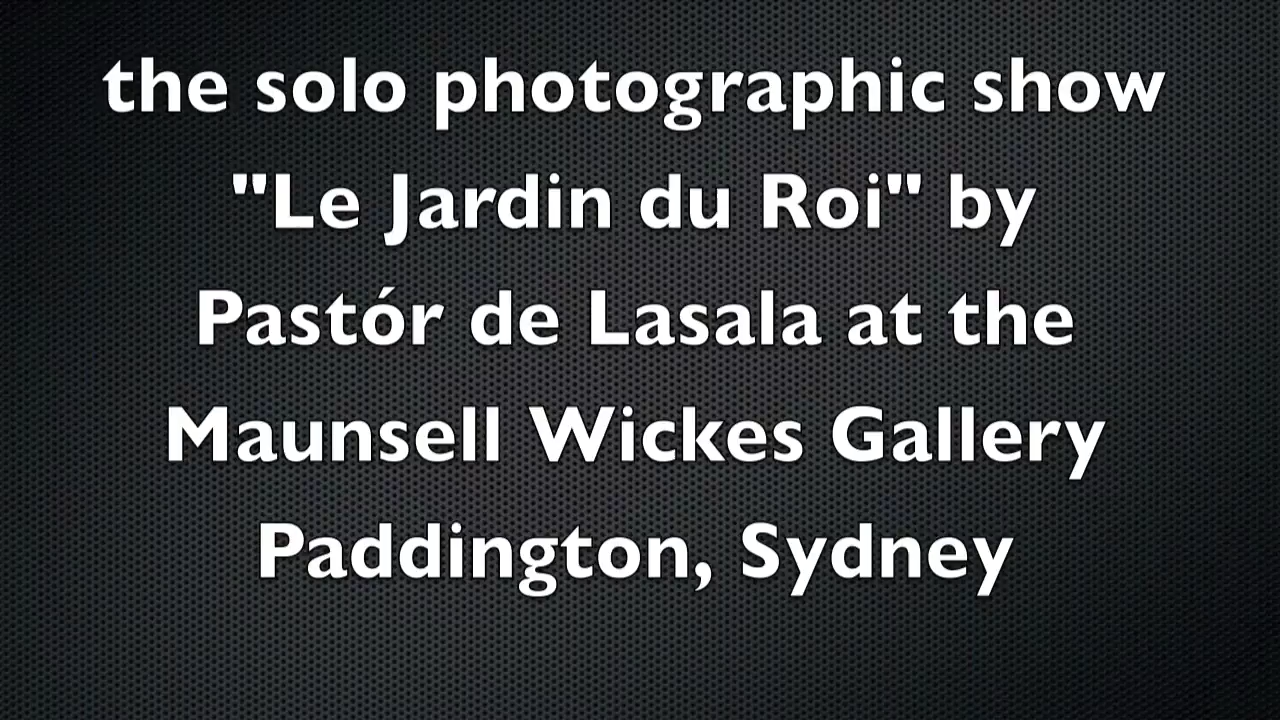 the solo photographic show
"Le Jardin du Roi" by
Pastór de Lasala at the
Maunsell Wickes Gallery
Paddington, Sydney